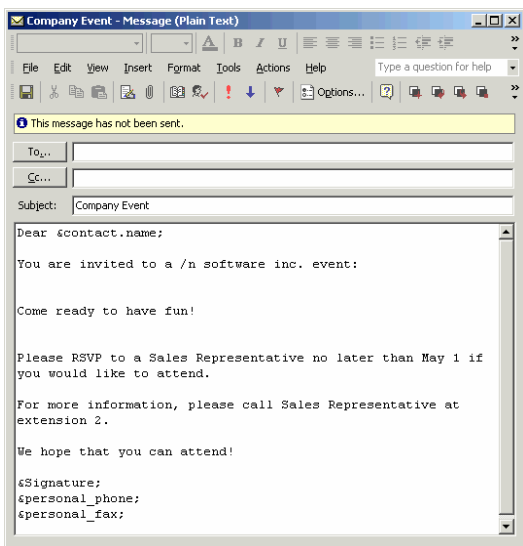 Company Event - Message (Plain Text)
A B I U
File Edit View Insert Format Tools Actions Help Type a question for help
Options...
This message has not been sent.
To...
Cc...
Subject: Company Event
Dear &contact.name;
You are invited to a /n software inc. event:
Come ready to have fun!
Please RSVP to a Sales Representative no later than May 1 if
you would like to attend.
For more information, please call Sales Representative at
extension 2.
We hope that you can attend!
&Signature;
&personal_phone;
&personal_fax;